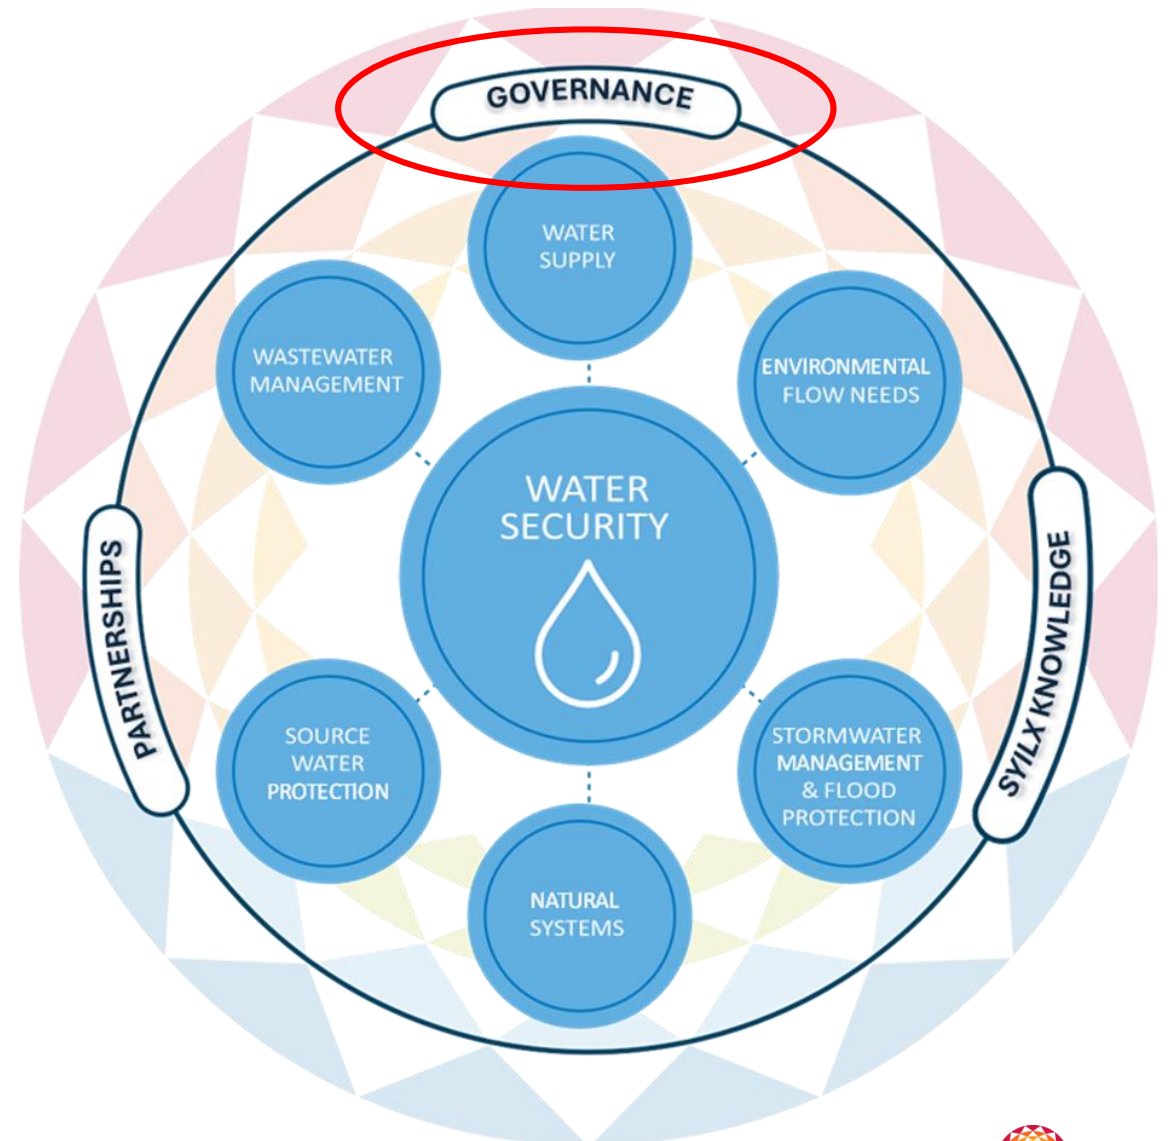 GOVERNANCE
WATER
SUPPLY
WASTEWATER
MANAGEMENT
ENVIRONMENTAL
FLOW NEEDS
WATER
SECURITY
PARTNERSHIPS
SYILX KNOWLEDGE
SOURCE
WATER
PROTECTION
STORMWATER
MANAGEMENT
& FLOOD
PROTECTION
NATURAL
SYSTEMS